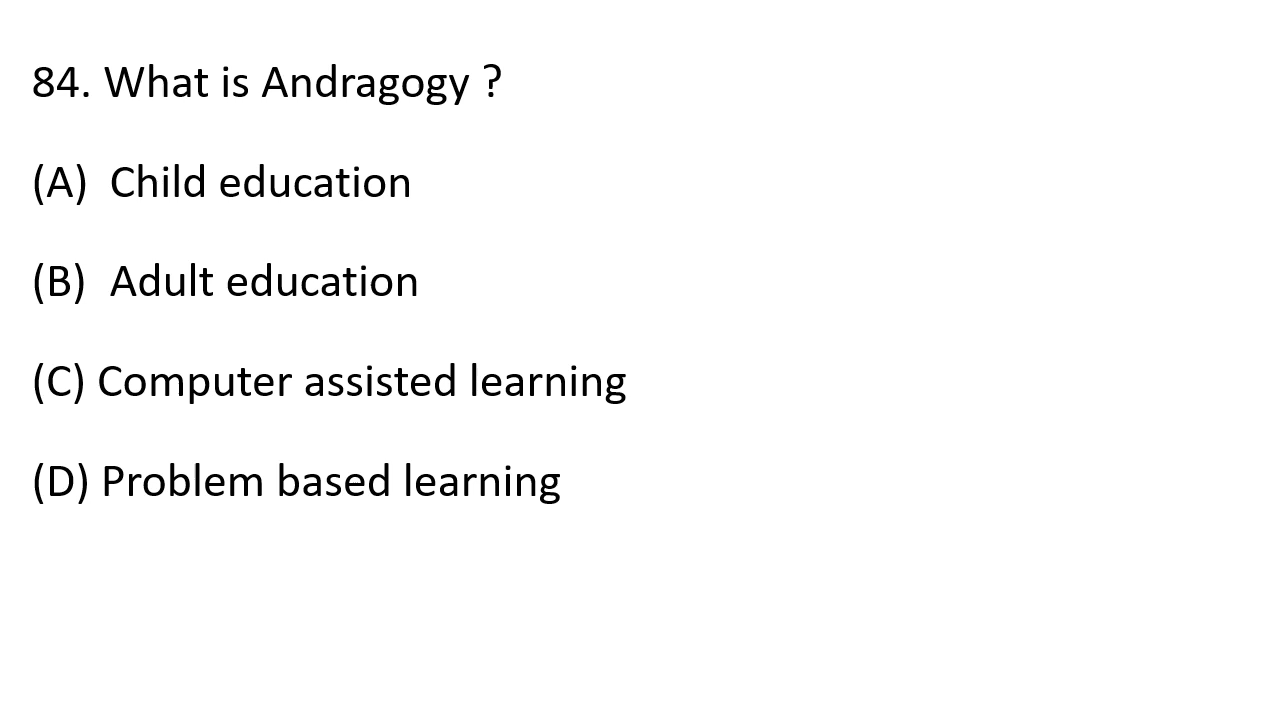 84. What is Andragogy ?
(A)  Child education
(B)  Adult education
(C) Computer assisted learning
(D) Problem based learning